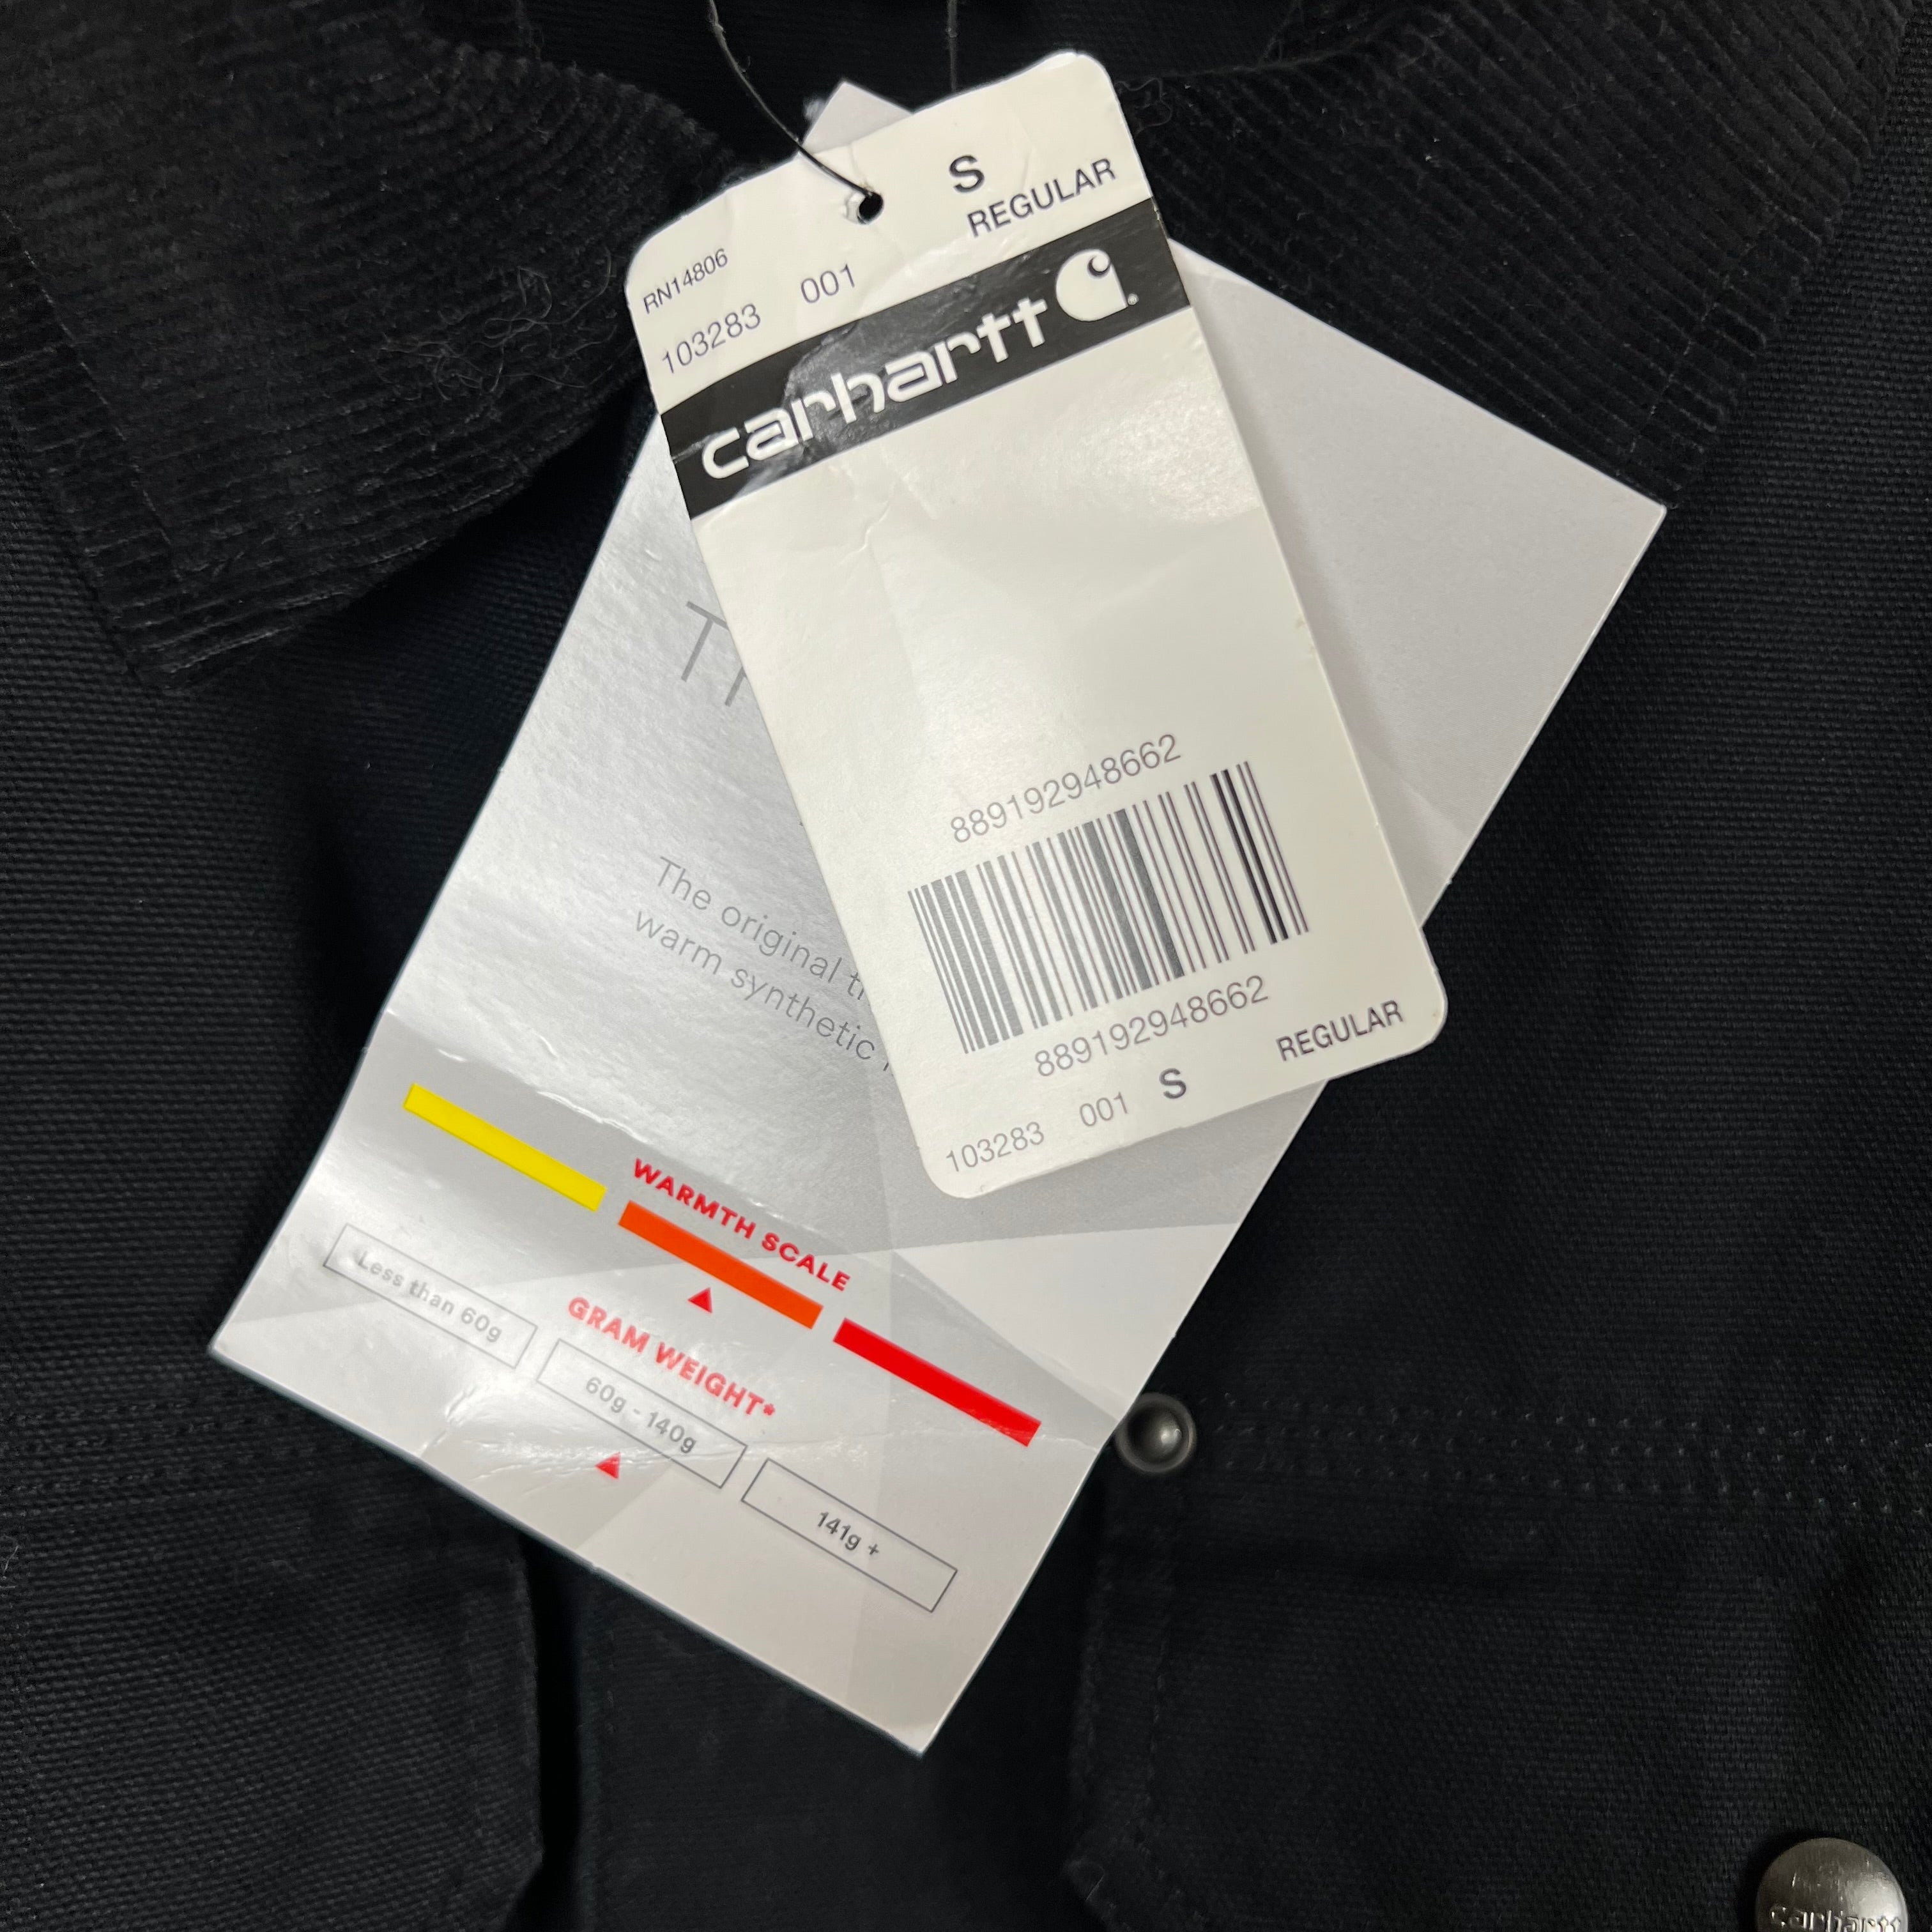 S
REGULAR
RN14806
103283 001
carhartt
889192948662
889192948662
103283 001 S REGULAR
The original
warm synthetic
WARMTH SCALE
GRAM WEIGHT*
Less than 60g
60g - 140g
141g +
carhartt